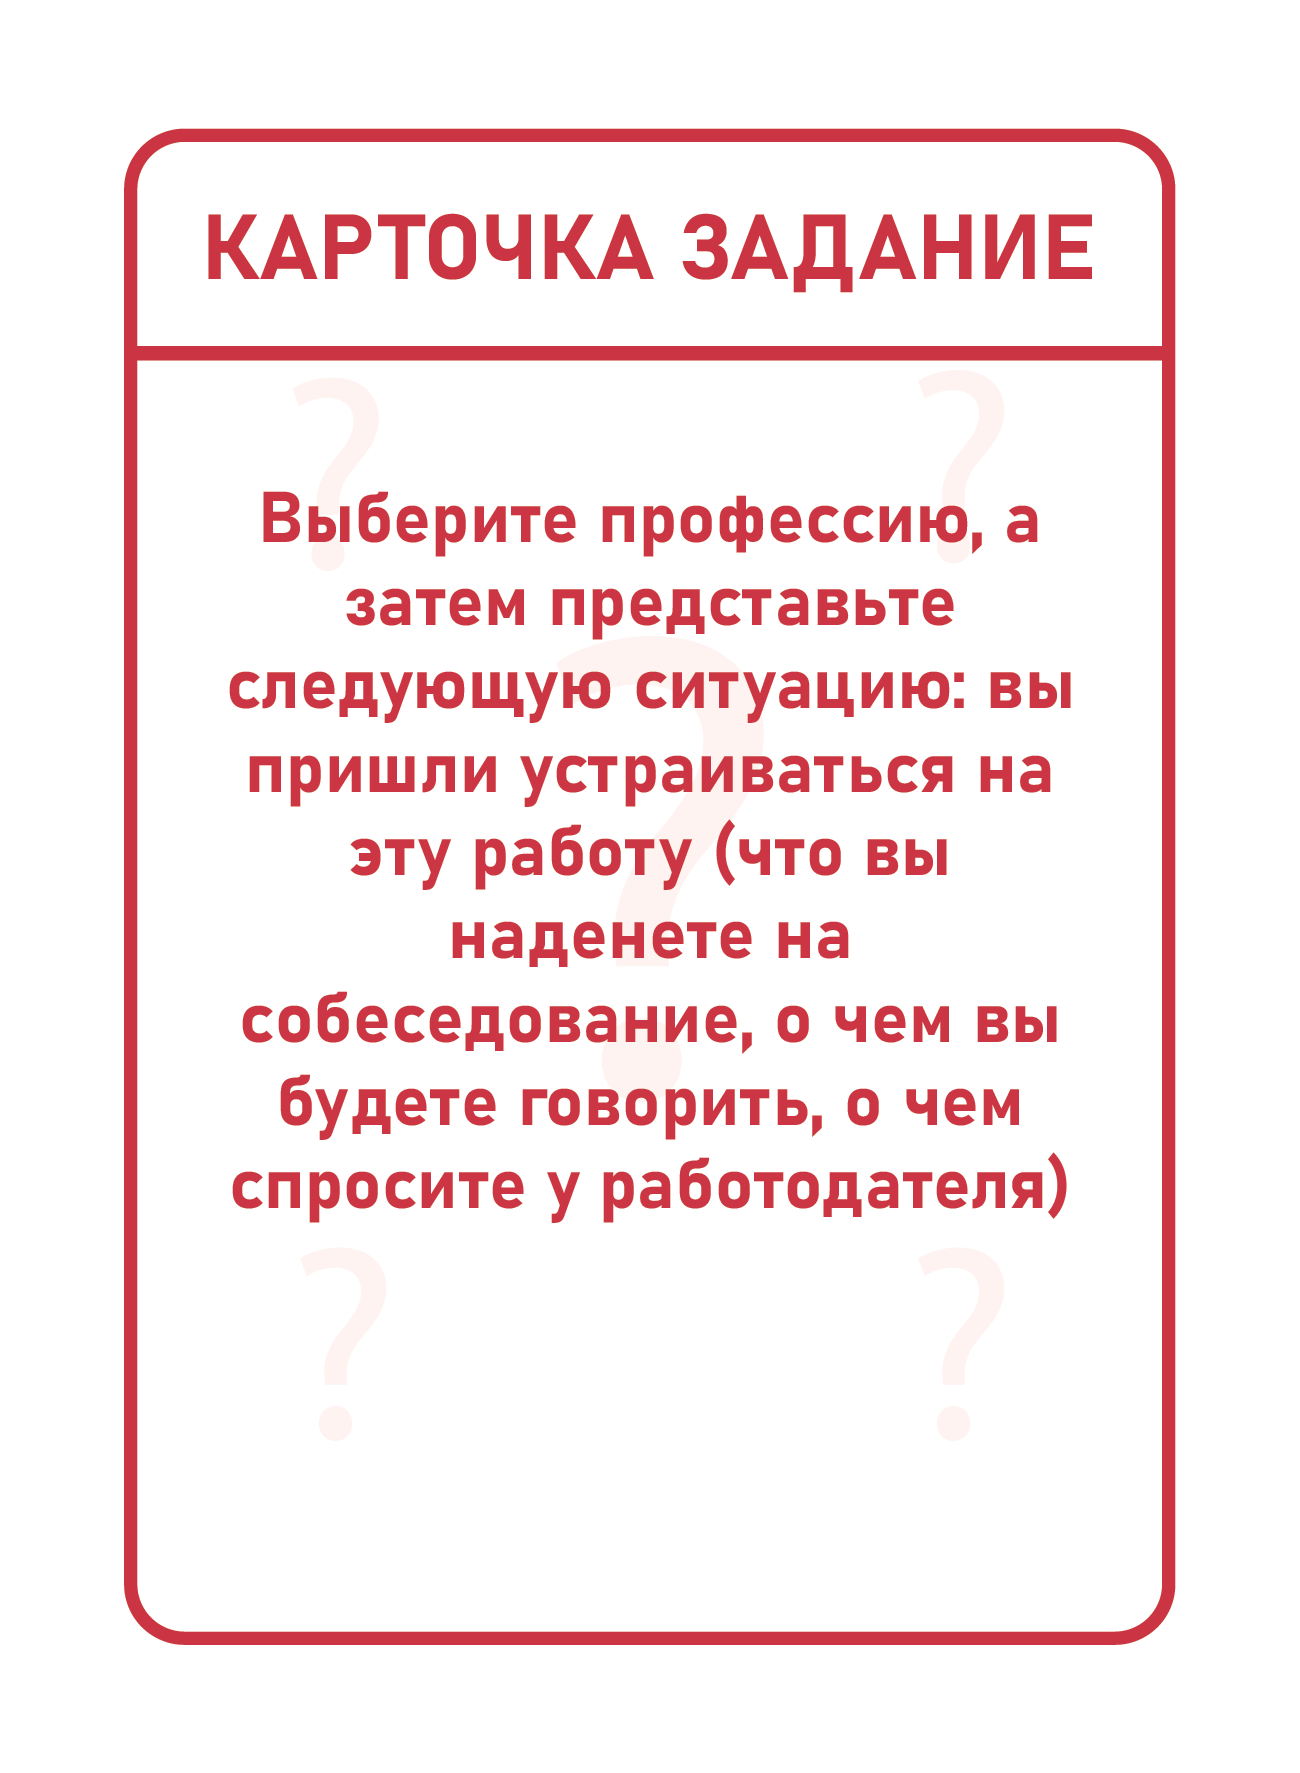 КАРТОЧКА ЗАДАНИЕ
Выберите профессию, а
затем представьте
следующую ситуацию: вы
пришли устраиваться на
эту работу (что вы
наденете на
собеседование, о чем вы
будете говорить, о чем
спросите у работодателя)